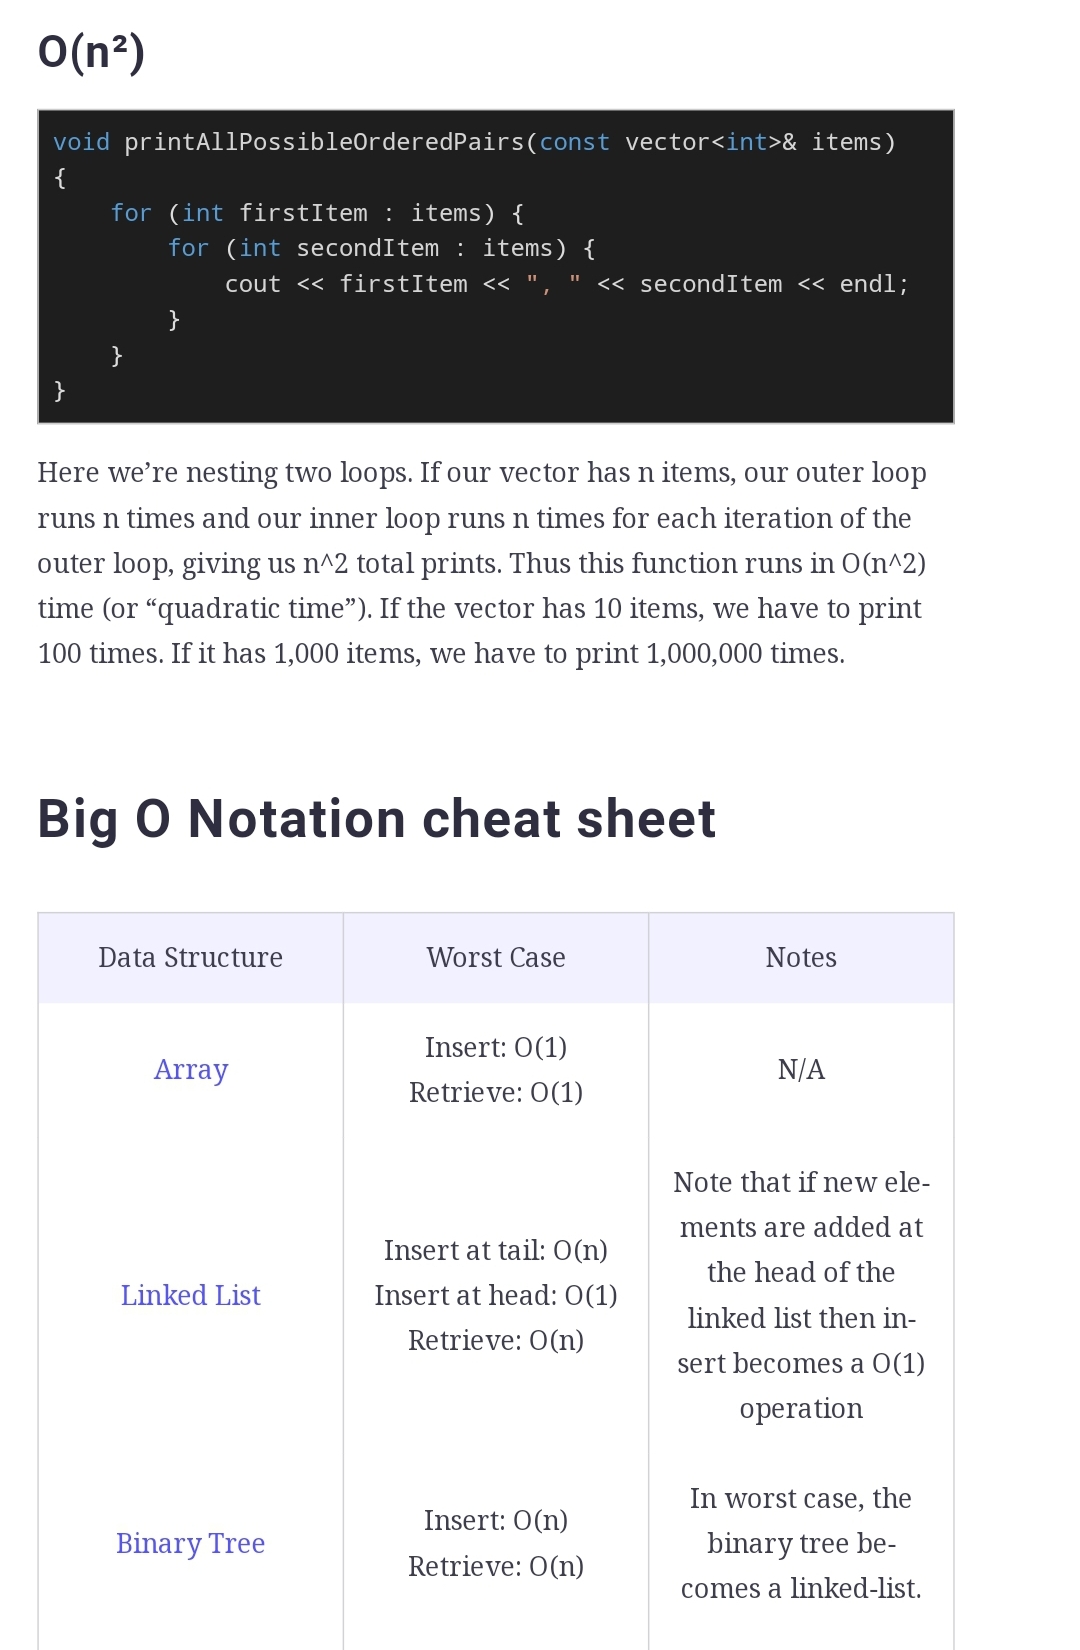 O(n²)
void printAllPossibleOrderedPairs(const vector<int>& items)
{
    for (int firstItem : items) {
        for (int secondItem : items) {
            cout << firstItem << ", " << secondItem << endl;
        }
    }
}
Here we’re nesting two loops. If our vector has n items, our outer loop
runs n times and our inner loop runs n times for each iteration of the
outer loop, giving us n^2 total prints. Thus this function runs in O(n^2)
time (or “quadratic time”). If the vector has 10 items, we have to print
100 times. If it has 1,000 items, we have to print 1,000,000 times.
Big O Notation cheat sheet
Data Structure
Worst Case
Notes
Array
Insert: O(1)
Retrieve: O(1)
N/A
Linked List
Insert at tail: O(n)
Insert at head: O(1)
Retrieve: O(n)
Note that if new ele-
ments are added at
the head of the
linked list then in-
sert becomes a O(1)
operation
Binary Tree
Insert: O(n)
Retrieve: O(n)
In worst case, the
binary tree be-
comes a linked-list.